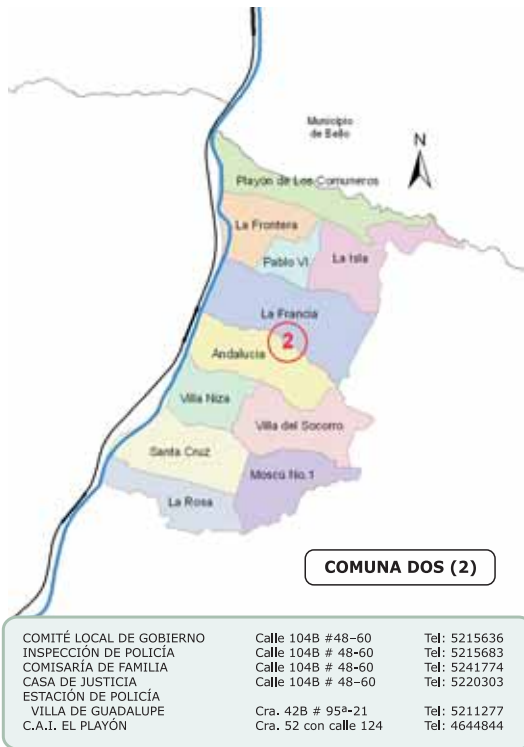 Municipio
de Bello
N
Playón de Los Comuneros
La Frontera
Pablo VI
La Isla
La Francia
2
Andalucia
Villa Niza
Villa del Socorro
Santa Cruz
Moscú No.1
La Rosa
COMUNA DOS (2)
COMITÉ LOCAL DE GOBIERNO Calle 104B #48-60 Tel: 5215636
INSPECCIÓN DE POLICÍA Calle 104B # 48-60 Tel: 5215683
COMISARÍA DE FAMILIA Calle 104B # 48-60 Tel: 5241774
CASA DE JUSTICIA Calle 104B # 48-60 Tel: 5220303
ESTACIÓN DE POLICÍA
VILLA DE GUADALUPE Cra. 42B # 95ª-21 Tel: 5211277
C.A.I. EL PLAYÓN Cra. 52 con calle 124 Tel: 4644844